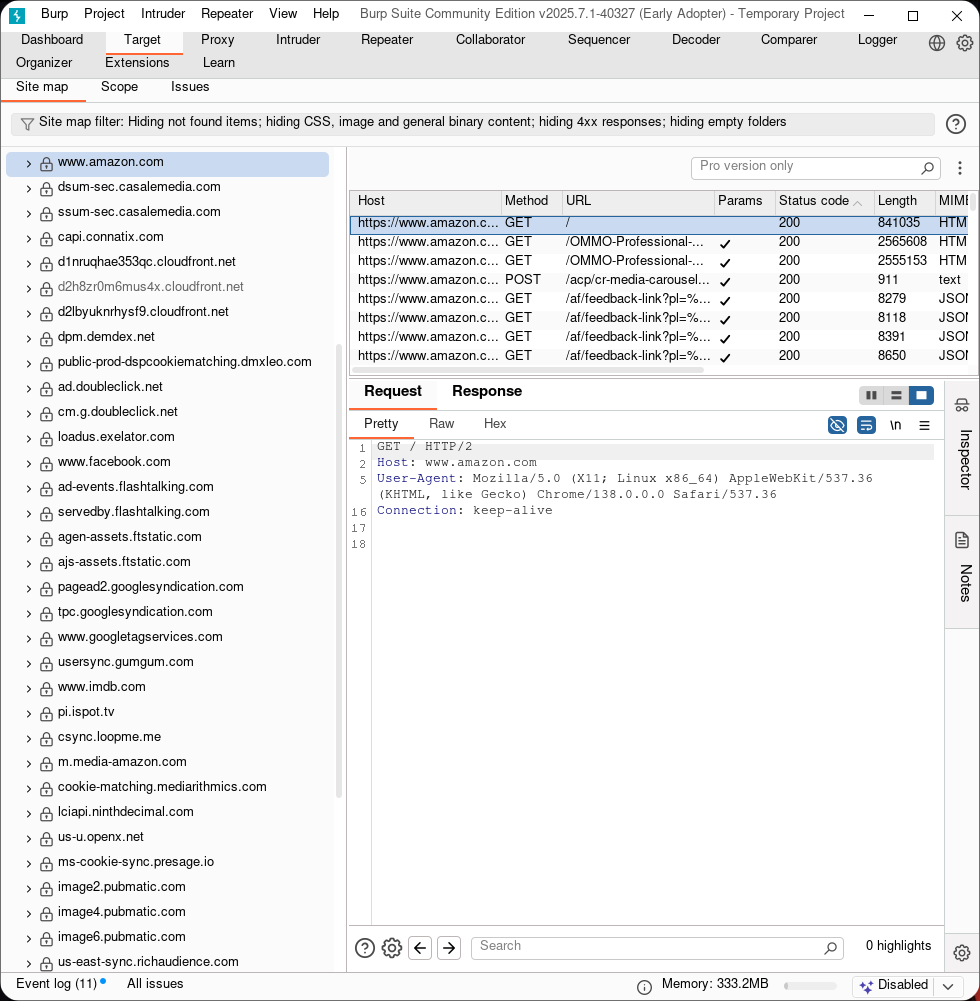 Burp Project Intruder Repeater View Help Burp Suite Community Edition v2025.7.1-40327 (Early Adopter) - Temporary Project
Dashboard Target Proxy Intruder Repeater Collaborator Sequencer Decoder Comparer Logger
Organizer Extensions Learn
Site map Scope Issues
Site map filter: Hiding not found items; hiding CSS, image and general binary content; hiding 4xx responses; hiding empty folders
www.amazon.com
dsum-sec.casalemedia.com
ssum-sec.casalemedia.com
capi.connatix.com
d1nruqhae353qc.cloudfront.net
d2h8zr0m6mus4x.cloudfront.net
d2lbyuknrhysf9.cloudfront.net
dpm.demdex.net
public-prod-dspcookiematching.dmxleo.com
ad.doubleclick.net
cm.g.doubleclick.net
loadus.exelator.com
www.facebook.com
ad-events.flashtalking.com
servedby.flashtalking.com
agen-assets.ftstatic.com
ajs-assets.ftstatic.com
pagead2.googlesyndication.com
tpc.googlesyndication.com
www.googletagservices.com
usersync.gumgum.com
www.imdb.com
pi.ispot.tv
csync.loopme.me
m.media-amazon.com
cookie-matching.mediarithmics.com
lciapi.ninthdecimal.com
us-u.openx.net
ms-cookie-sync.presage.io
image2.pubmatic.com
image4.pubmatic.com
image6.pubmatic.com
us-east-sync.richaudience.com
Pro version only
Host Method URL Params Status code Length MIME
https://www.amazon.c... GET / 200 841035 HTM
https://www.amazon.c... GET /OMMO-Professional-... 200 2565608 HTM
https://www.amazon.c... GET /OMMO-Professional-... 200 2555153 HTM
https://www.amazon.c... POST /acp/cr-media-carousel... 200 911 text
https://www.amazon.c... GET /af/feedback-link?pl=%... 200 8279 JSON
https://www.amazon.c... GET /af/feedback-link?pl=%... 200 8118 JSON
https://www.amazon.c... GET /af/feedback-link?pl=%... 200 8391 JSON
https://www.amazon.c... GET /af/feedback-link?pl=%... 200 8650 JSON
Request Response
Pretty Raw Hex \n
1 GET / HTTP/2
2 Host: www.amazon.com
5 User-Agent: Mozilla/5.0 (X11; Linux x86_64) AppleWebKit/537.36
(KHTML, like Gecko) Chrome/138.0.0.0 Safari/537.36
16 Connection: keep-alive
17
18
Inspector
Notes
Search 0 highlights
Event log (11) All issues Memory: 333.2MB Disabled